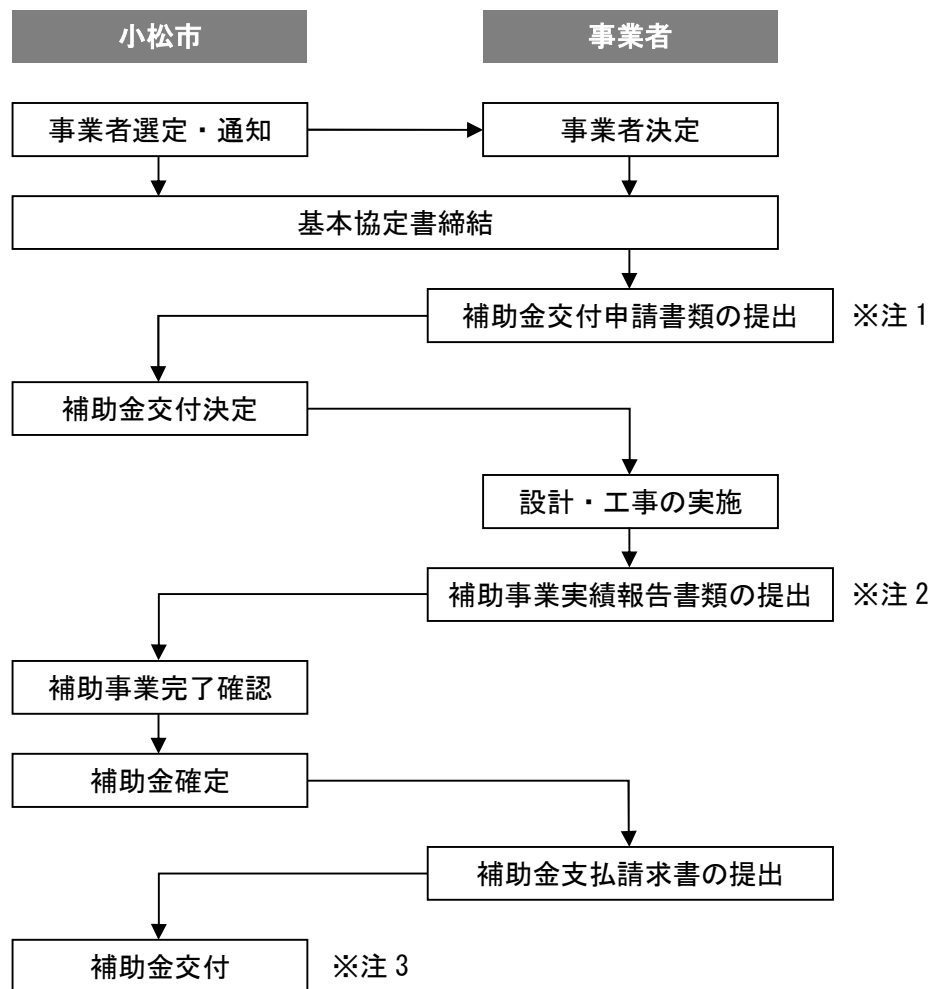 小松市
事業者
事業者選定・通知
事業者決定
基本協定書締結
補助金交付申請書類の提出
※注1
補助金交付決定
設計・工事の実施
補助事業実績報告書類の提出
※注2
補助事業完了確認
補助金確定
補助金支払請求書の提出
補助金交付
※注3